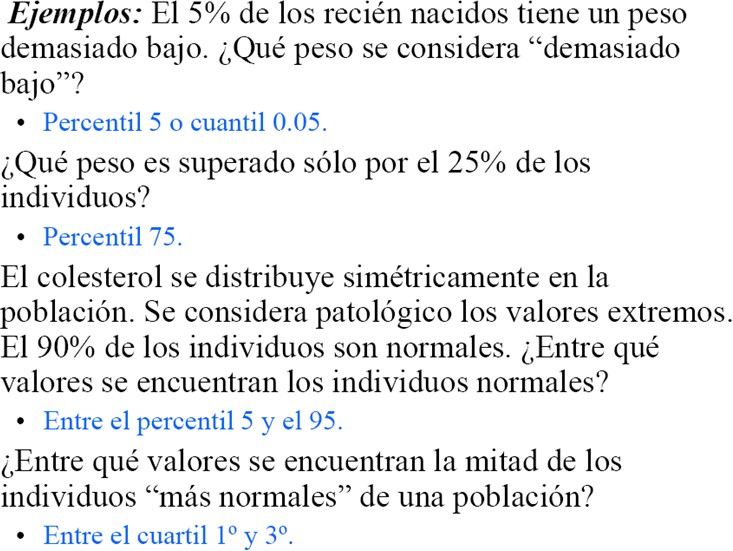 Ejemplos: El 5% de los recién nacidos tiene un peso
demasiado bajo. ¿Qué peso se considera “demasiado
bajo”?
• Percentil 5 o cuantil 0.05.
¿Qué peso es superado sólo por el 25% de los
individuos?
• Percentil 75.
El colesterol se distribuye simétricamente en la
población. Se considera patológico los valores extremos.
El 90% de los individuos son normales. ¿Entre qué
valores se encuentran los individuos normales?
• Entre el percentil 5 y el 95.
¿Entre qué valores se encuentran la mitad de los
individuos “más normales” de una población?
• Entre el cuartil 1º y 3º.